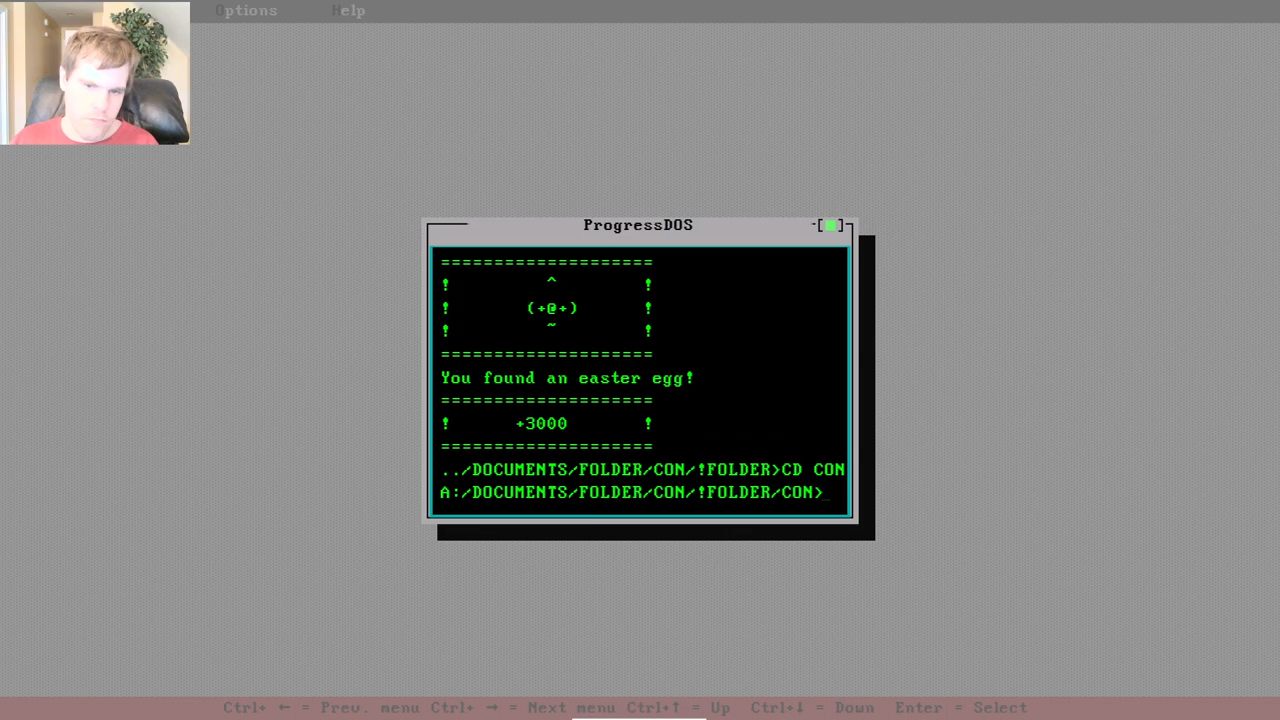 Options Help
ProgressDOS
[■]
====================
! ^ !
! (+@+) !
! ~ !
====================
You found an easter egg!
====================
! +3000 !
====================
../DOCUMENTS/FOLDER/CON/!FOLDER>CD CON
A:/DOCUMENTS/FOLDER/CON/!FOLDER/CON>_
Ctrl+ ← = Prev. menu Ctrl+ → = Next menu Ctrl+↑ = Up Ctrl+↓ = Down Enter = Select